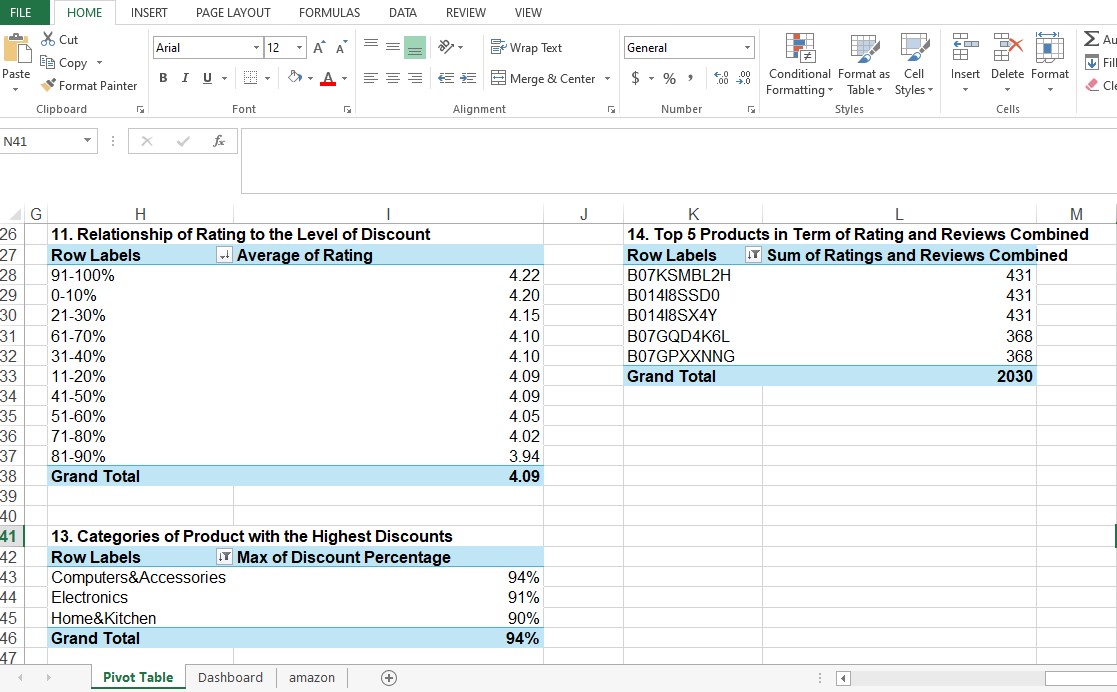 FILE HOME INSERT PAGE LAYOUT FORMULAS DATA REVIEW VIEW
Paste
Cut
Copy
Format Painter
Clipboard
Arial 12 A A
B I U A
Font
Wrap Text
Merge & Center
Alignment
General
$ % ,
Number
Conditional Formatting
Format as Table
Cell Styles
Styles
Insert Delete Format
Cells
Σ Au
Fil
Cle
N41 fx
G H I J K L M
26 11. Relationship of Rating to the Level of Discount 14. Top 5 Products in Term of Rating and Reviews Combined
27 Row Labels Average of Rating Row Labels Sum of Ratings and Reviews Combined
28 91-100% 4.22 B07KSMBL2H 431
29 0-10% 4.20 B014I8SSD0 431
30 21-30% 4.15 B014I8SX4Y 431
31 61-70% 4.10 B07GQD4K6L 368
32 31-40% 4.10 B07GPXXNNG 368
33 11-20% 4.09 Grand Total 2030
34 41-50% 4.09
35 51-60% 4.05
36 71-80% 4.02
37 81-90% 3.94
38 Grand Total 4.09
39
40
41 13. Categories of Product with the Highest Discounts
42 Row Labels Max of Discount Percentage
43 Computers&Accessories 94%
44 Electronics 91%
45 Home&Kitchen 90%
46 Grand Total 94%
47
Pivot Table Dashboard amazon